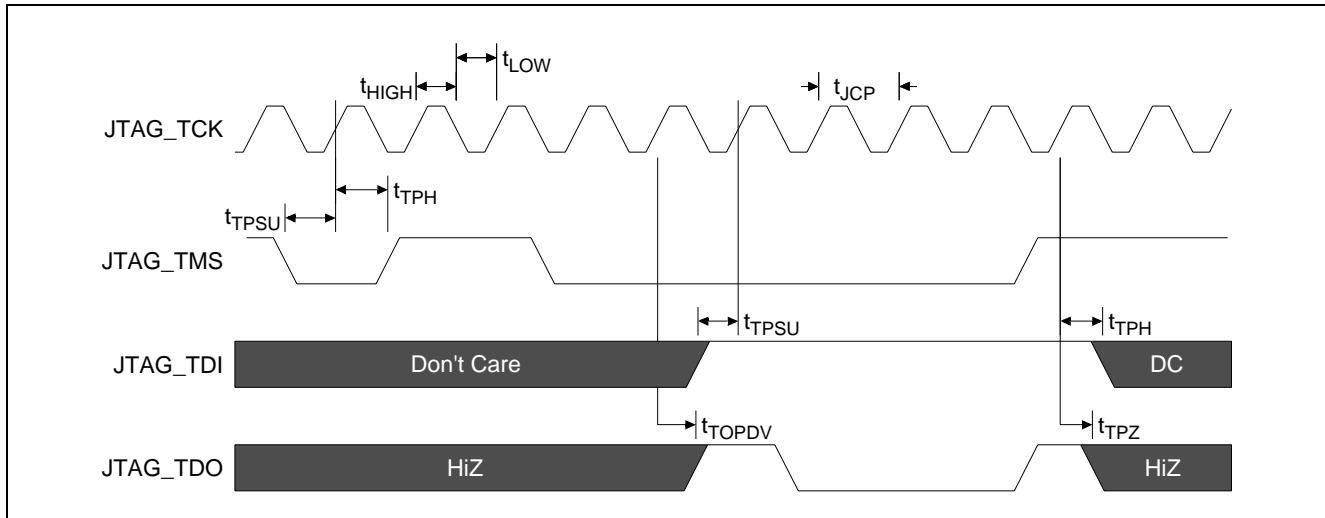 tLOW
tHIGH
tJCP
JTAG_TCK
tTPH
tTPSU
JTAG_TMS
tTPSU
tTPH
JTAG_TDI
Don't Care
DC
tTOPDV
tTPZ
JTAG_TDO
HiZ
HiZ